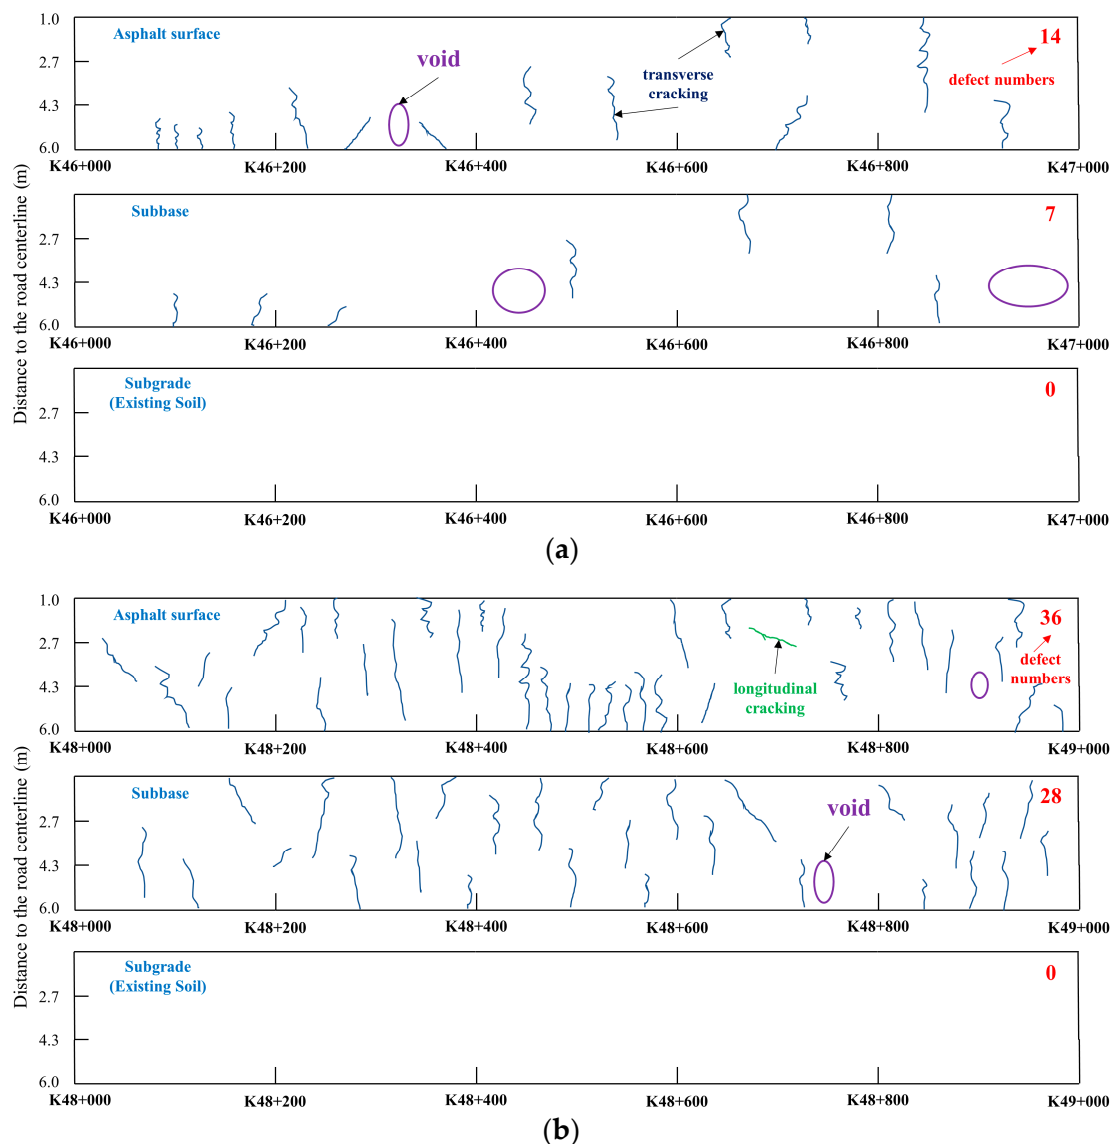 Distance to the road centerline (m)
1.0
2.7
4.3
6.0
Asphalt surface
void
transverse
cracking
14
defect numbers
K46+000
K46+200
K46+400
K46+600
K46+800
K47+000
Subbase
7
2.7
4.3
6.0
K46+000
K46+200
K46+400
K46+600
K46+800
K47+000
Subgrade
(Existing Soil)
0
2.7
4.3
6.0
K46+000
K46+200
K46+400
K46+600
K46+800
K47+000
(a)
Distance to the road centerline (m)
1.0
2.7
4.3
6.0
Asphalt surface
36
defect
numbers
longitudinal
cracking
K48+000
K48+200
K48+400
K48+600
K48+800
K49+000
Subbase
void
28
2.7
4.3
6.0
K48+000
K48+200
K48+400
K48+600
K48+800
K49+000
Subgrade
(Existing Soil)
0
2.7
4.3
6.0
K48+000
K48+200
K48+400
K48+600
K48+800
K49+000
(b)